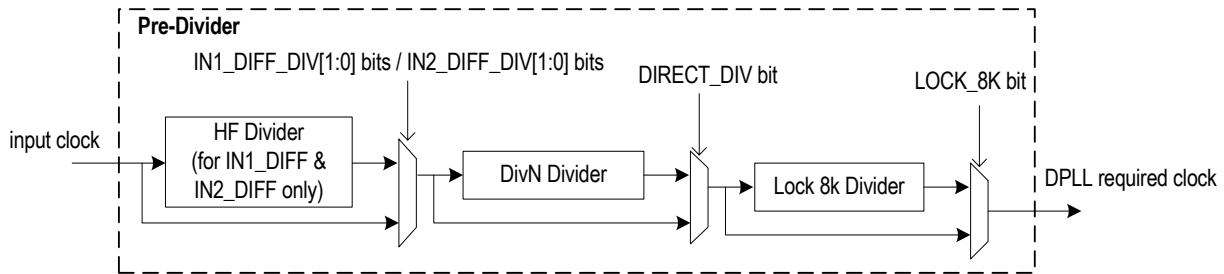 Pre-Divider
IN1_DIFF_DIV[1:0] bits / IN2_DIFF_DIV[1:0] bits
DIRECT_DIV bit
LOCK_8K bit
input clock
HF Divider
(for IN1_DIFF &
IN2_DIFF only)
DivN Divider
Lock 8k Divider
DPLL required clock